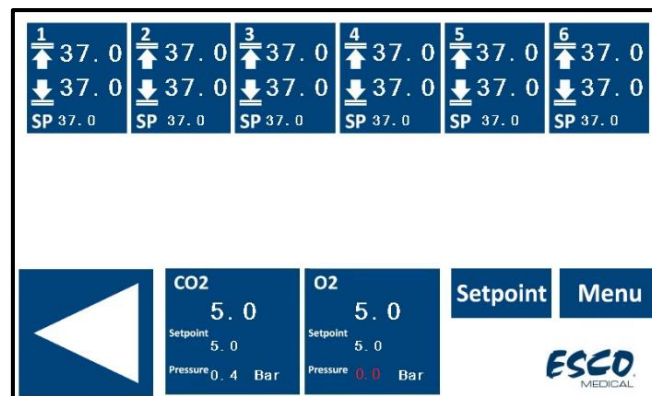 1 2 3 4 5 6
37.0 37.0 37.0 37.0 37.0 37.0
37.0 37.0 37.0 37.0 37.0 37.0
SP 37.0 SP 37.0 SP 37.0 SP 37.0 SP 37.0 SP 37.0
CO2 O2 Setpoint Menu
5.0 5.0
Setpoint Setpoint
5.0 5.0
Pressure 0.4 Bar Pressure 0.0 Bar
ESCO
MEDICAL